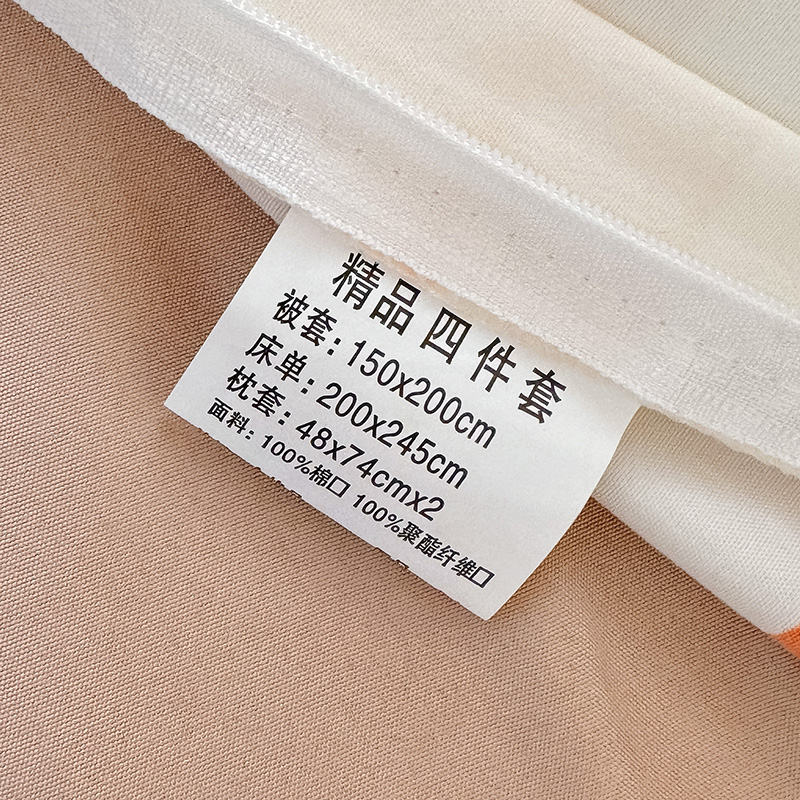 精品四件套
被套：150x200cm
床单：200x245cm
枕套：48x74cmx2
面料：100%棉口 100%聚酯纤维口